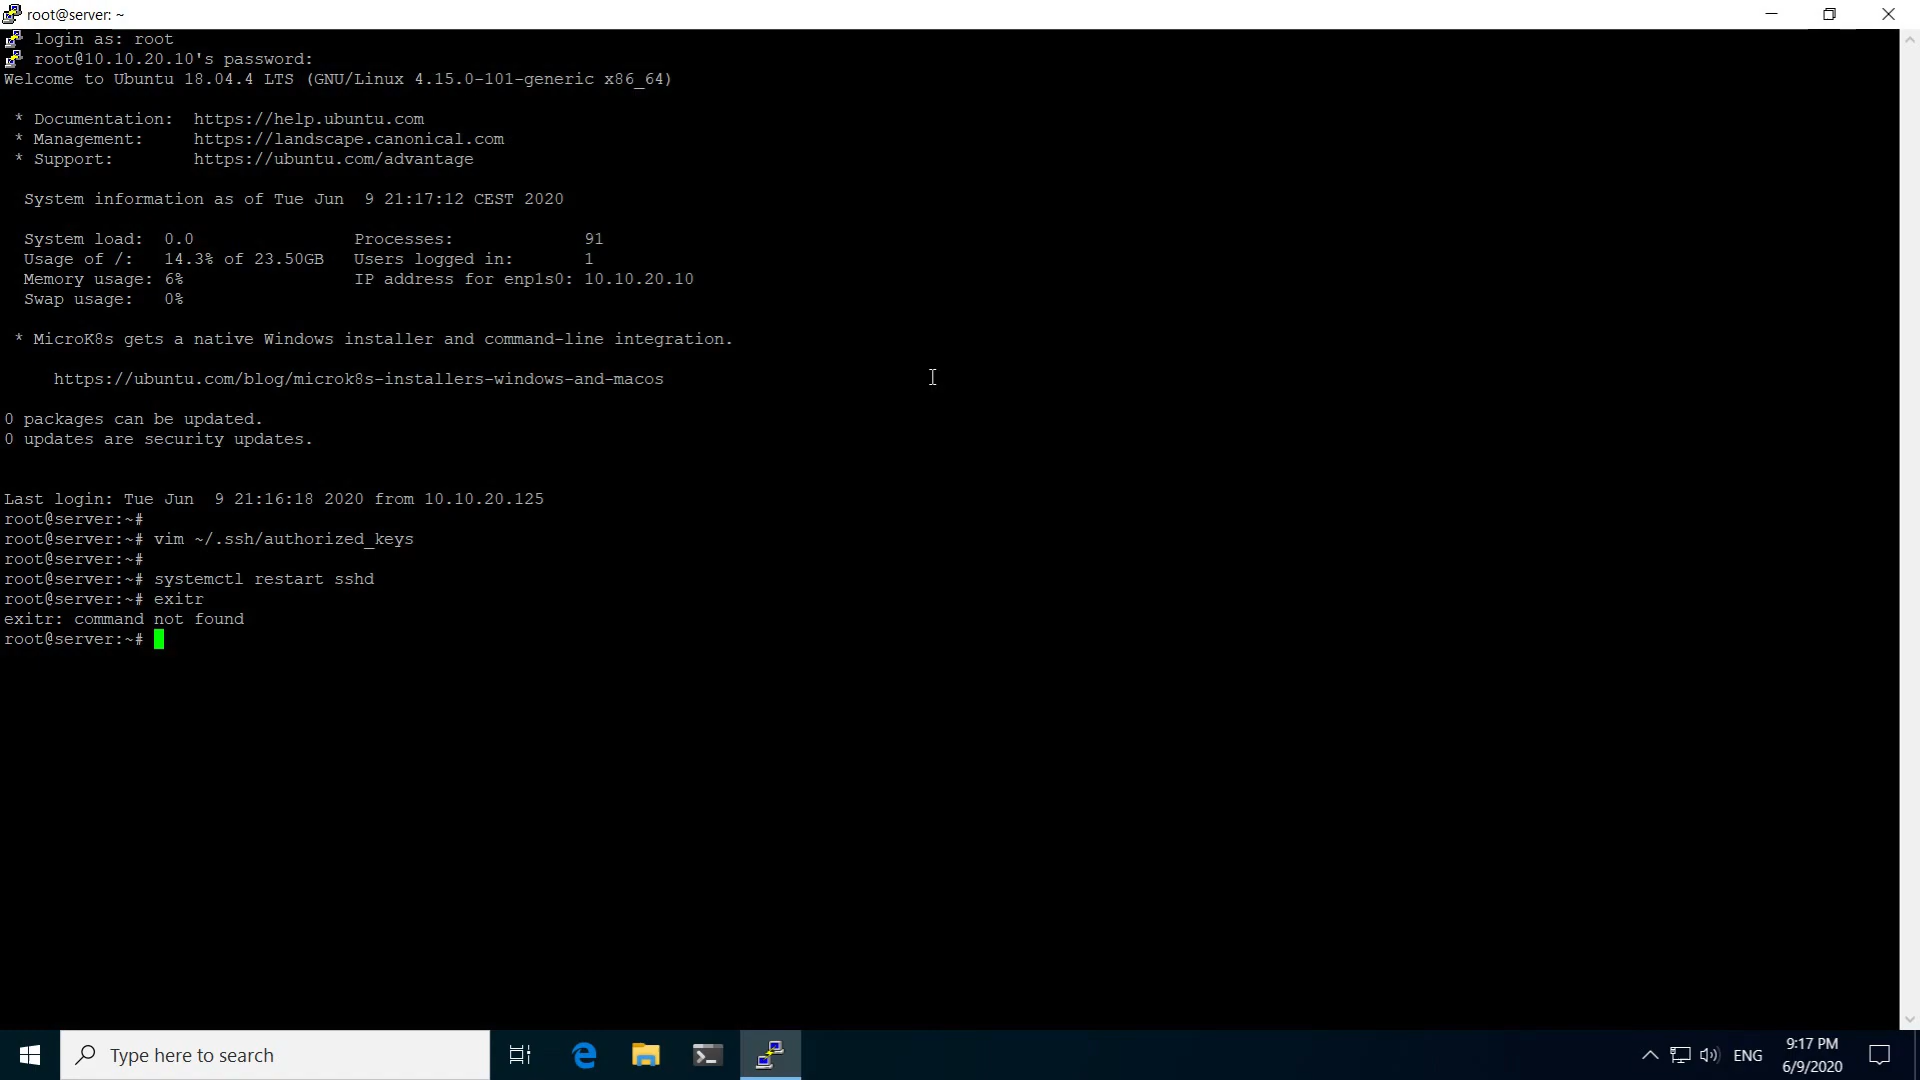 root@server: ~
login as: root
root@10.10.20.10's password:
Welcome to Ubuntu 18.04.4 LTS (GNU/Linux 4.15.0-101-generic x86_64)
* Documentation:  https://help.ubuntu.com
* Management:     https://landscape.canonical.com
* Support:        https://ubuntu.com/advantage
System information as of Tue Jun  9 21:17:12 CEST 2020
System load:  0.0                Processes:             91
Usage of /:   14.3% of 23.50GB   Users logged in:       1
Memory usage: 6%                 IP address for enp1s0: 10.10.20.10
Swap usage:   0%
* MicroK8s gets a native Windows installer and command-line integration.
https://ubuntu.com/blog/microk8s-installers-windows-and-macos
0 packages can be updated.
0 updates are security updates.
Last login: Tue Jun  9 21:16:18 2020 from 10.10.20.125
root@server:~#
root@server:~# vim ~/.ssh/authorized_keys
root@server:~#
root@server:~# systemctl restart sshd
root@server:~# exitr
exitr: command not found
root@server:~#
Type here to search
ENG
9:17 PM
6/9/2020